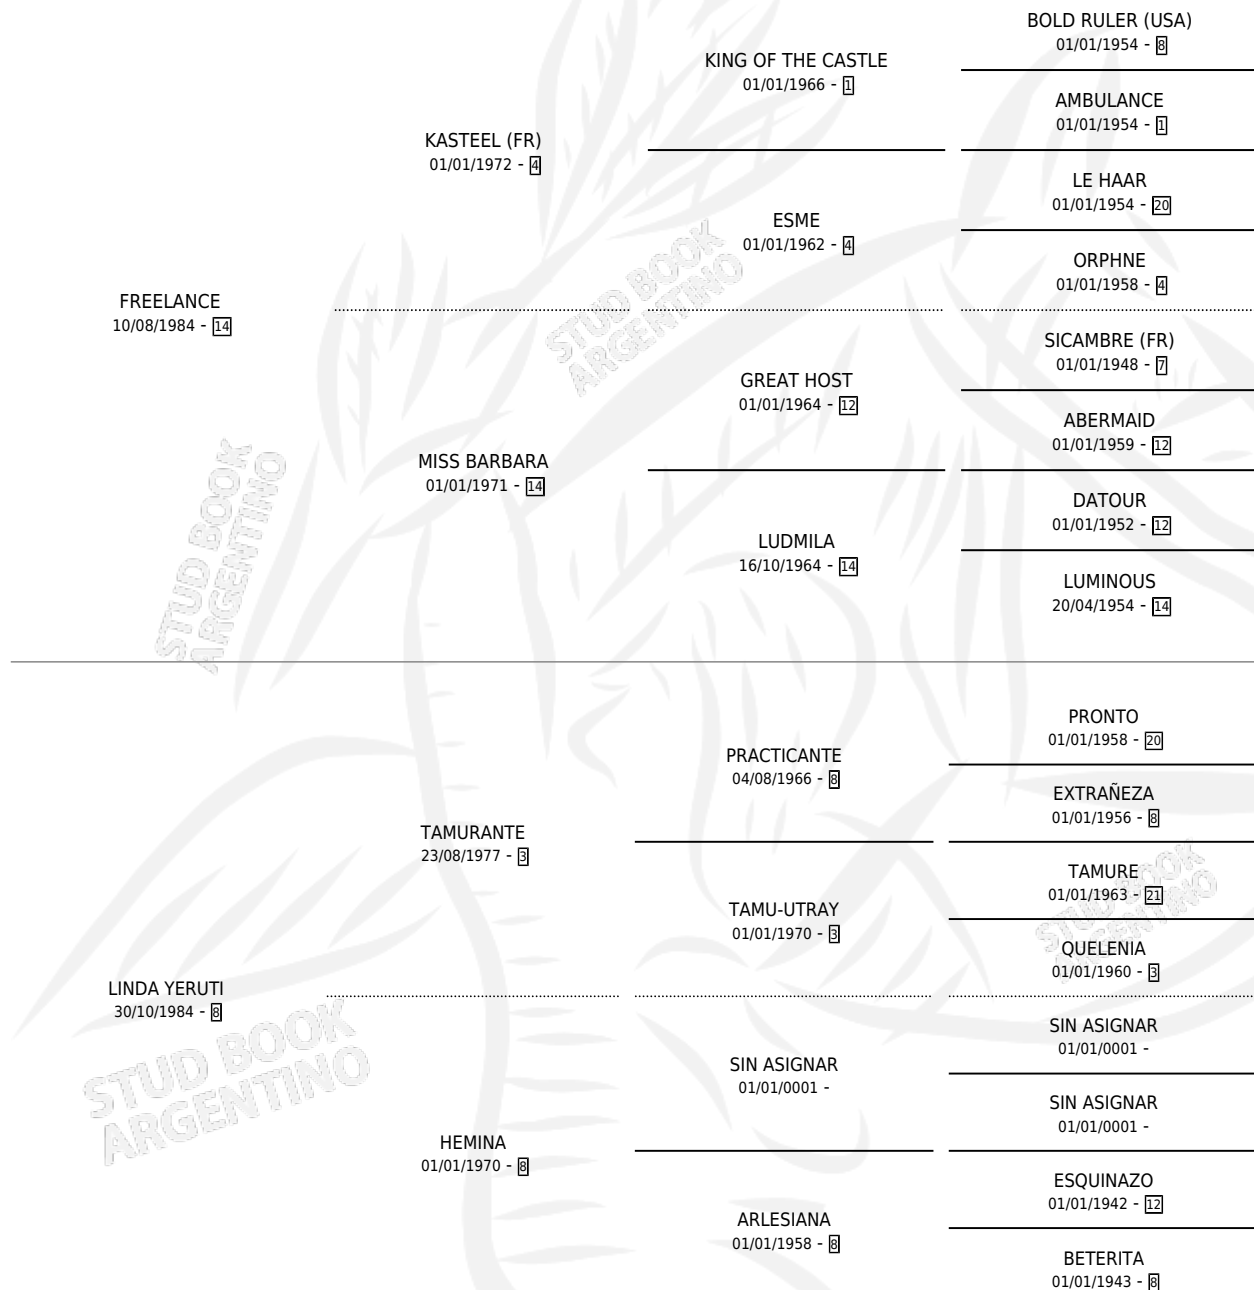 BOLD RULER (USA)
01/01/1954 - 8
KING OF THE CASTLE
01/01/1966 - 1
AMBULANCE
01/01/1954 - 1
KASTEEL (FR)
01/01/1972 - 4
LE HAAR
01/01/1954 - 20
ESME
01/01/1962 - 4
ORPHNE
01/01/1958 - 4
FREELANCE
10/08/1984 - 14
SICAMBRE (FR)
01/01/1948 - 7
GREAT HOST
01/01/1964 - 12
ABERMAID
01/01/1959 - 12
MISS BARBARA
01/01/1971 - 14
DATOUR
01/01/1952 - 12
LUDMILA
16/10/1964 - 14
LUMINOUS
20/04/1954 - 14
STUD BOOK
ARGENTINO
STUD BOOK
ARGENTINO
PRONTO
01/01/1958 - 20
PRACTICANTE
04/08/1966 - 8
EXTRAÑEZA
01/01/1956 - 8
TAMURANTE
23/08/1977 - 3
TAMURE
01/01/1963 - 21
TAMU-UTRAY
01/01/1970 - 3
QUELENIA
01/01/1960 - 3
LINDA YERUTI
30/10/1984 - 8
SIN ASIGNAR
01/01/0001 -
SIN ASIGNAR
01/01/0001 -
SIN ASIGNAR
01/01/0001 -
HEMINA
01/01/1970 - 8
ESQUINAZO
01/01/1942 - 12
ARLESIANA
01/01/1958 - 8
BETERITA
01/01/1943 - 8
STUD BOOK
ARGENTINO
STUD BOOK
ARGENTINO